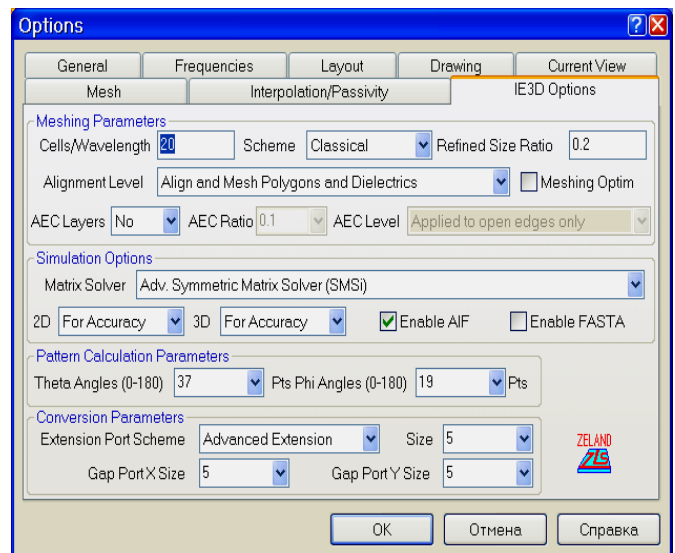 Options
General Frequencies Layout Drawing Current View
Mesh Interpolation/Passivity IE3D Options
Meshing Parameters
Cells/Wavelength 20 Scheme Classical Refined Size Ratio 0.2
Alignment Level Align and Mesh Polygons and Dielectrics Meshing Optim
AEC Layers No AEC Ratio 0.1 AEC Level Applied to open edges only
Simulation Options
Matrix Solver Adv. Symmetric Matrix Solver (SMSi)
2D For Accuracy 3D For Accuracy Enable AIF Enable FASTA
Pattern Calculation Parameters
Theta Angles (0-180) 37 Pts Phi Angles (0-180) 19 Pts
Conversion Parameters
Extension Port Scheme Advanced Extension Size 5 ZELAND
Gap Port X Size 5 Gap Port Y Size 5 ZLS
OK Отмена Справка